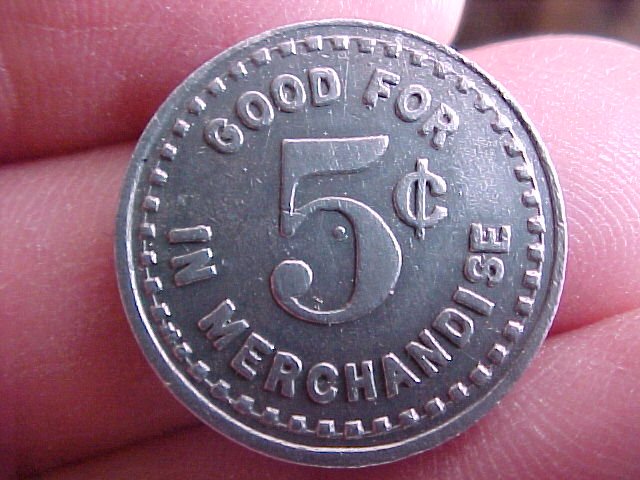 GOOD FOR
5¢
IN MERCHANDISE